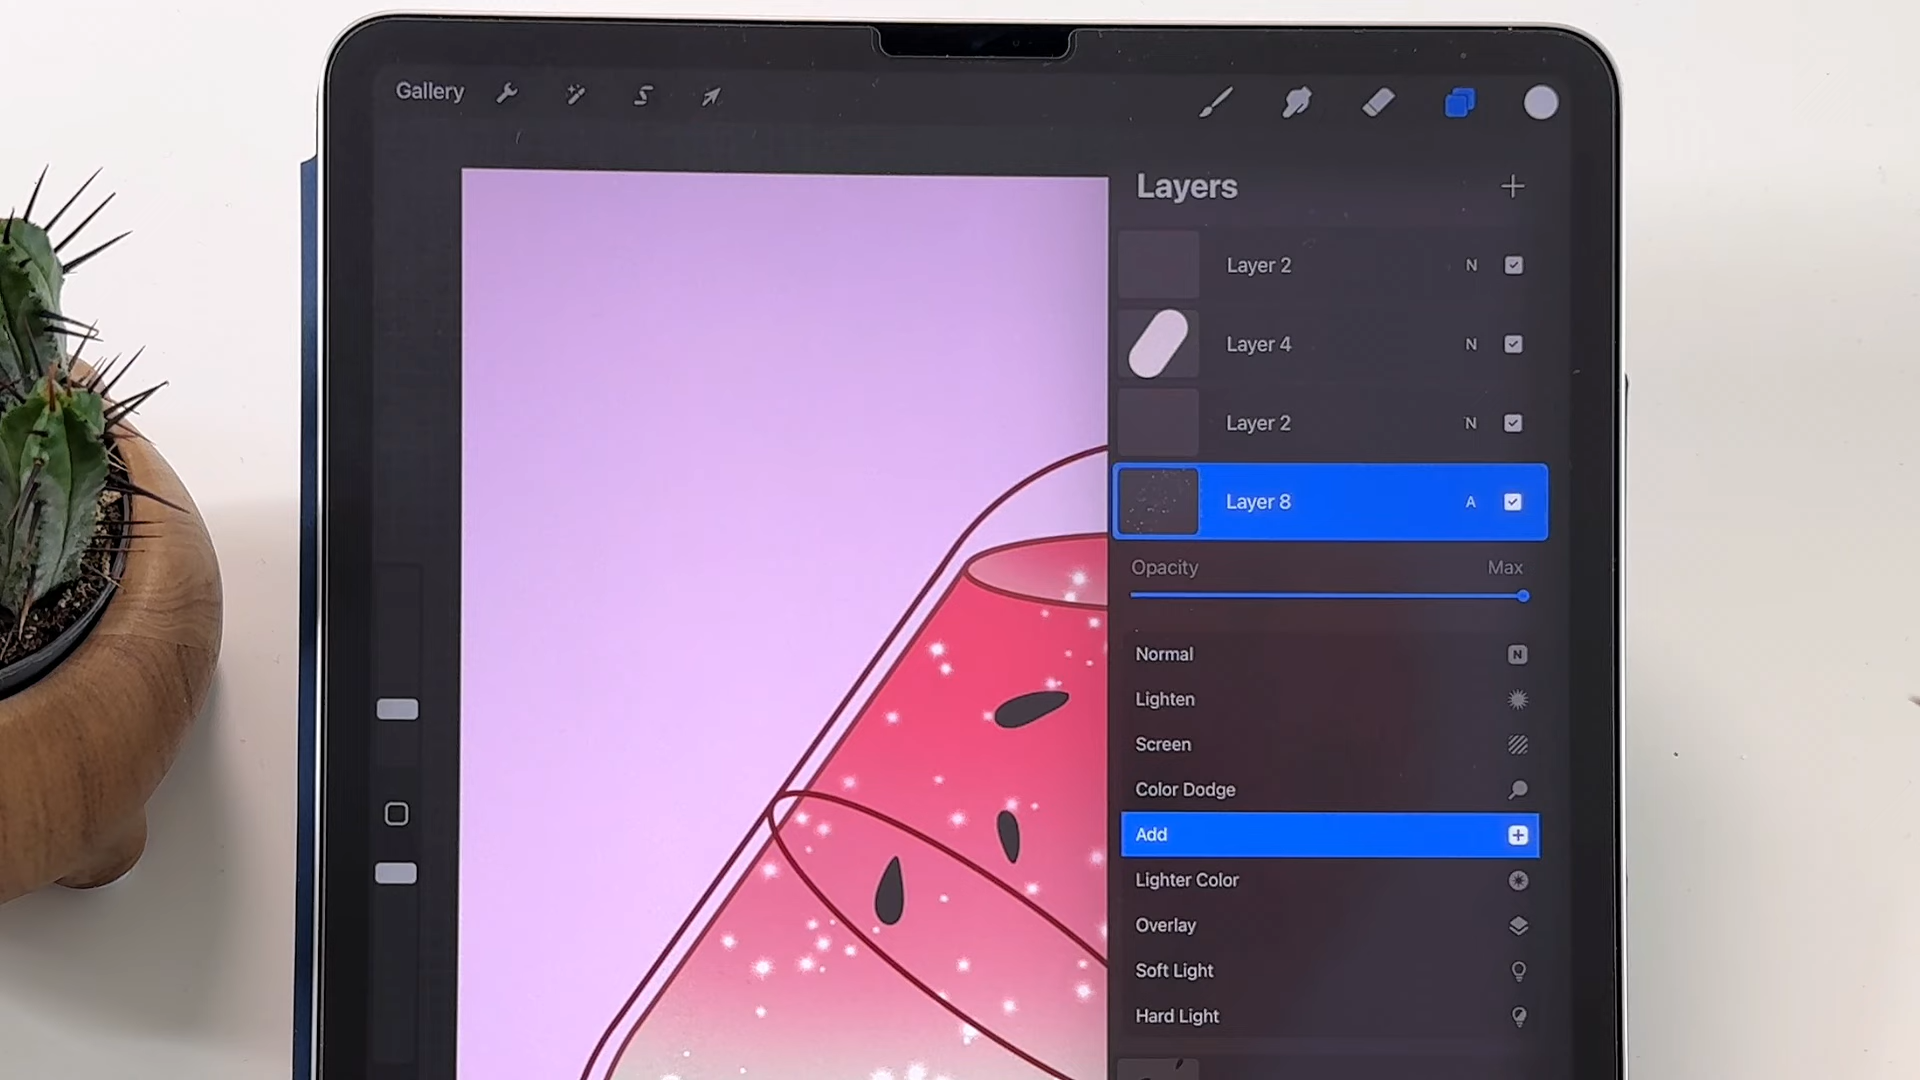 Gallery
Layers
Layer 2 N
Layer 4 N
Layer 2 N
Layer 8 A
Opacity Max
Normal N
Lighten
Screen
Color Dodge
Add
Lighter Color
Overlay
Soft Light
Hard Light